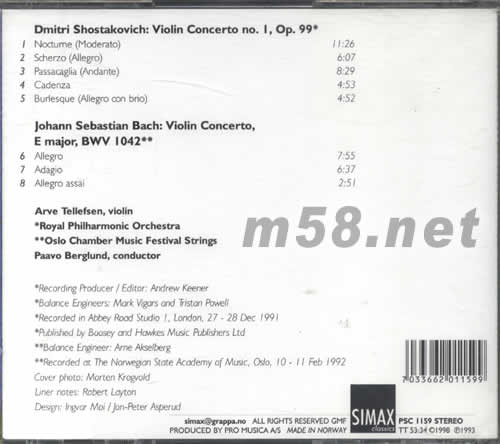 Dmitri Shostakovich: Violin Concerto no. 1, Op. 99*
1 Nocturne (Moderato) 11:26
2 Scherzo (Allegro) 6:07
3 Passacaglia (Andante) 8:29
4 Cadenza 4:53
5 Burlesque (Allegro con brio) 4:52
Johann Sebastian Bach: Violin Concerto,
E major, BWV 1042**
6 Allegro 7:55
7 Adagio 6:37
8 Allegro assai 2:51
Arve Tellefsen, violin
*Royal Philharmonic Orchestra
**Oslo Chamber Music Festival Strings
Paavo Berglund, conductor
m58.net
*Recording Producer / Editor: Andrew Keener
*Balance Engineers: Mark Vigars and Tristan Powell
*Recorded in Abbey Road Studio 1, London, 27 - 28 Dec 1991
*Published by Boosey and Hawkes Music Publishers Ltd
**Balance Engineer: Arne Akselberg
**Recorded at The Norwegian State Academy of Music, Oslo, 10 - 11 Feb 1992
Cover photo: Morten Krogvold
Liner notes: Robert Layton
Design: Ingvar Moi / Jon-Peter Asperud
7033662011599
simax@grappa.no ALL RIGHTS RESERVED GMF
PRODUCED BY PRO MUSICA A/S MADE IN NORWAY
SIMAX
classics
PSC 1159 STEREO
TT 53:34 ©1998 ℗1993